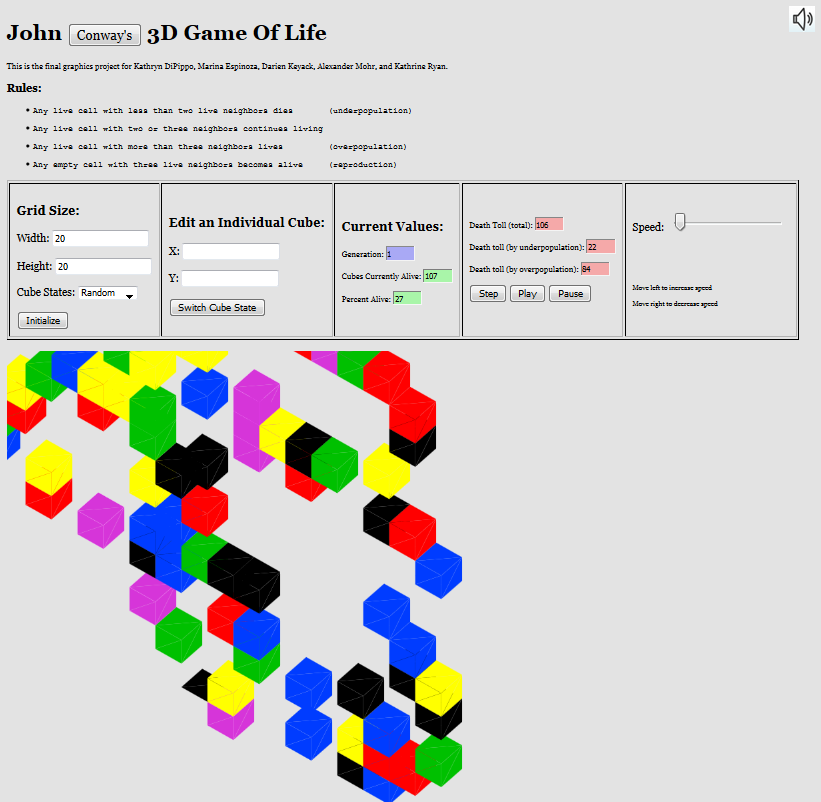 John Conway's 3D Game Of Life
This is the final graphics project for Kathryn DiPippo, Marina Espinoza, Darien Keyack, Alexander Mohr, and Kathrine Ryan.
Rules:
• Any live cell with less than two live neighbors dies (underpopulation)
• Any live cell with two or three neighbors continues living
• Any live cell with more than three neighbors lives (overpopulation)
• Any empty cell with three live neighbors becomes alive (reproduction)
Grid Size:
Width: 20
Height: 20
Cube States: Random
Initialize
Edit an Individual Cube:
X:
Y:
Switch Cube State
Current Values:
Generation: 1
Cubes Currently Alive: 107
Percent Alive: 27
Death Toll (total): 106
Death toll (by underpopulation): 22
Death toll (by overpopulation): 84
Step Play Pause
Speed:
Move left to increase speed
Move right to decrease speed